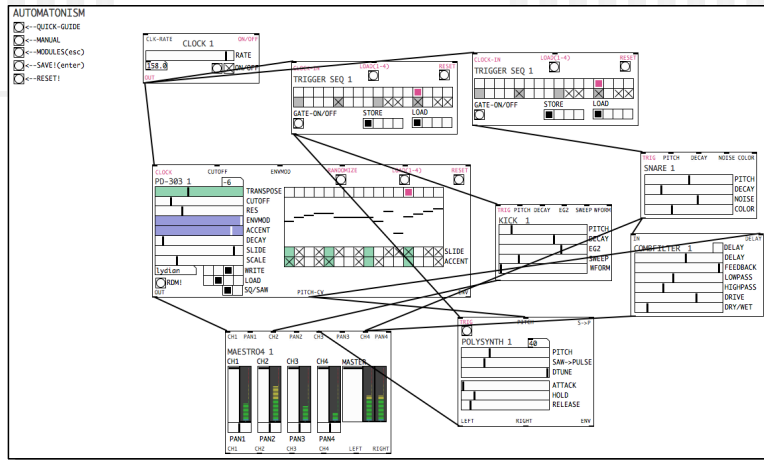 AUTOMATONISM
<--QUICK-GUIDE
<--MANUAL
<--MODULES(esc)
<--SAVE!(enter)
<--RESET!
CLK-RATE ON/OFF
CLOCK 1
RATE
158.0 ON/OFF
OUT
CLOCK-IN LOAD(1-4) RESET
TRIGGER SEQ 1
GATE-ON/OFF STORE LOAD
CLOCK-IN LOAD(1-4) RESET
TRIGGER SEQ 1
GATE-ON/OFF STORE LOAD
CLOCK CUTOFF ENVMOD RANDOMIZE LOAD(1-4) RESET
PD-303 1 -6
TRANSPOSE
CUTOFF
RES
ENVMOD
ACCENT
DECAY
SLIDE
SCALE
lydian WRITE
RDM! LOAD
SQ/SAW
SLIDE
ACCENT
OUT PITCH-CV ENV
TRIG PITCH DECAY EG2 SWEEP WFORM
KICK 1
PITCH
DECAY
EG2
SWEEP
WFORM
TRIG PITCH DECAY NOISE COLOR
SNARE 1
PITCH
DECAY
NOISE
COLOR
IN DELAY
COMBFILTER 1 DELAY
DELAY
FEEDBACK
LOWPASS
HIGHPASS
DRIVE
DRY/WET
CH1 PAN1 CH2 PAN2 CH3 PAN3 CH4 PAN4
MAESTRO4 1
CH1 CH2 CH3 CH4 MASTER
PAN1 PAN2 PAN3 PAN4
CH1 CH2 CH3 CH4 LEFT RIGHT
TRIG PITCH S->P
POLYSYNTH 1 40
PITCH
SAW->PULSE
DTUNE
ATTACK
HOLD
RELEASE
LEFT RIGHT ENV